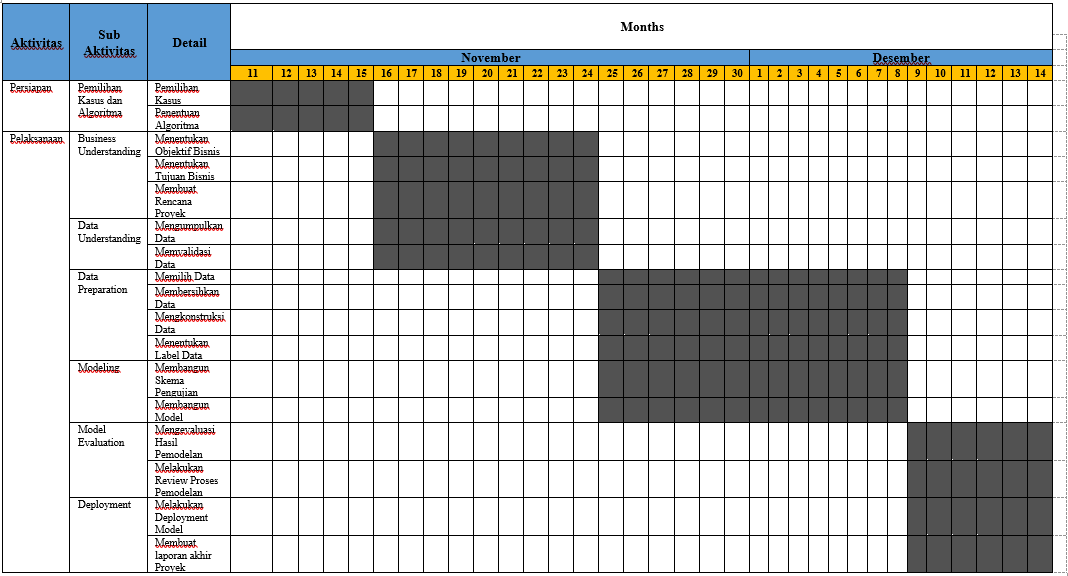 Months
Aktivitas
Sub
Aktivitas
Detail
November
Desember
11 12 13 14 15 16 17 18 19 20 21 22 23 24 25 26 27 28 29 30 1 2 3 4 5 6 7 8 9 10 11 12 13 14
Persiapan
Pemilihan
Kasus dan
Algoritma
Pemilihan
Kasus
Penentuan
Algoritma
Pelaksanaan
Business
Understanding
Menentukan
Objektif Bisnis
Menentukan
Tujuan Bisnis
Membuat
Rencana
Proyek
Data
Understanding
Mengumpulkan
Data
Memvalidasi
Data
Data
Preparation
Memilih Data
Membersihkan
Data
Mengkonstruksi
Data
Menentukan
Label Data
Modeling
Membangun
Skema
Pengujian
Membangun
Model
Model
Evaluation
Mengevaluasi
Hasil
Pemodelan
Melakukan
Review Proses
Pemodelan
Deployment
Melakukan
Deployment
Model
Membuat
laporan akhir
Proyek